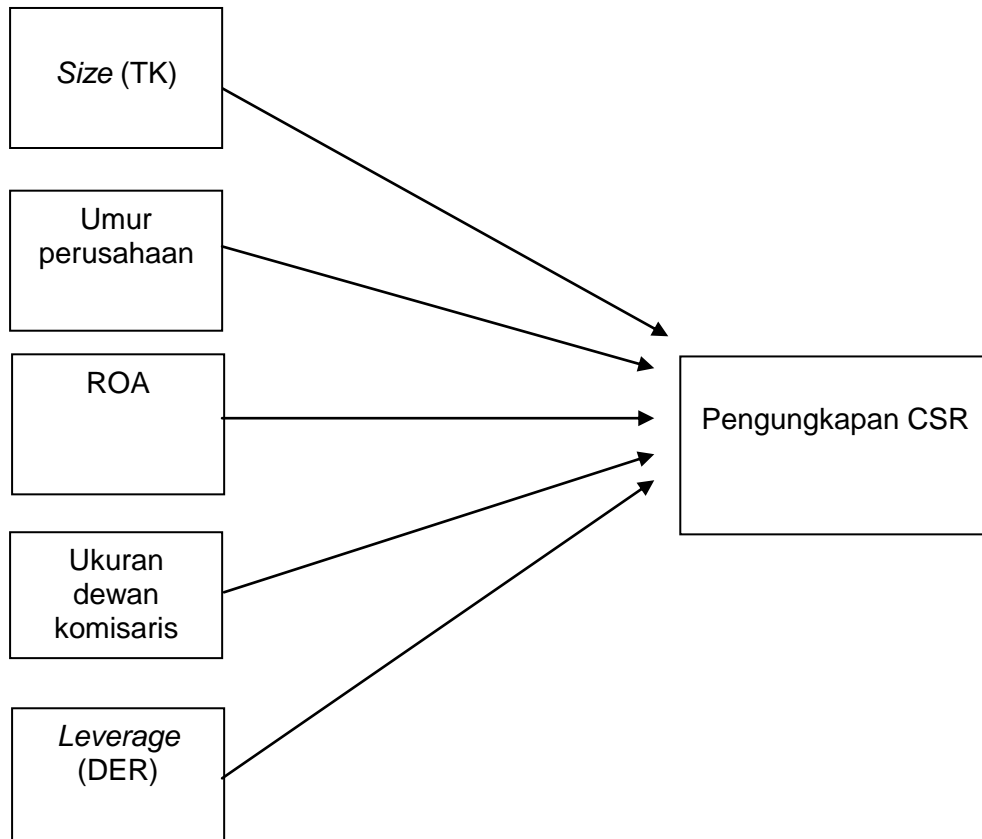 Size (TK)
Umur
perusahaan
ROA
Pengungkapan CSR
Ukuran
dewan
komisaris
Leverage
(DER)